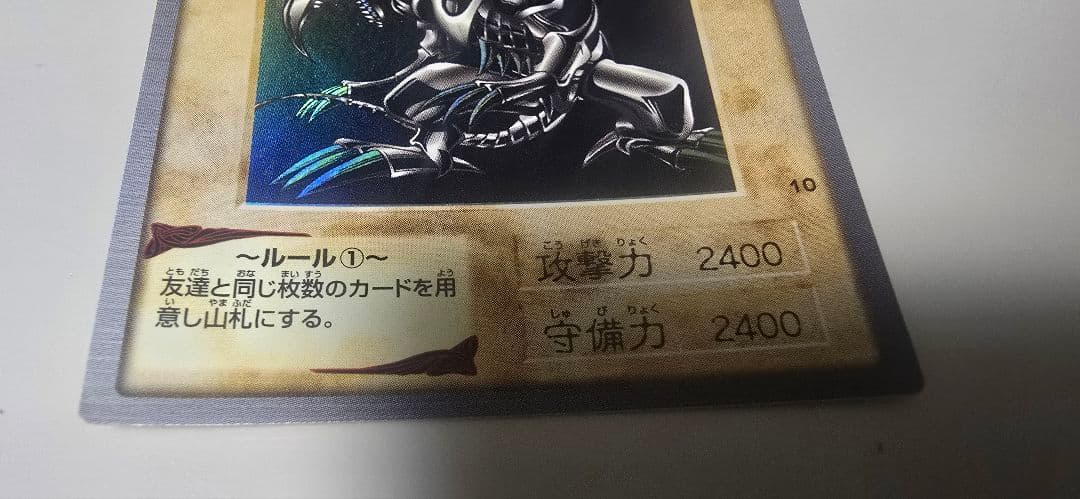 10
~ルール①~
友達と同じ枚数のカードを用
意し山札にする。
攻撃力 2400
守備力 2400